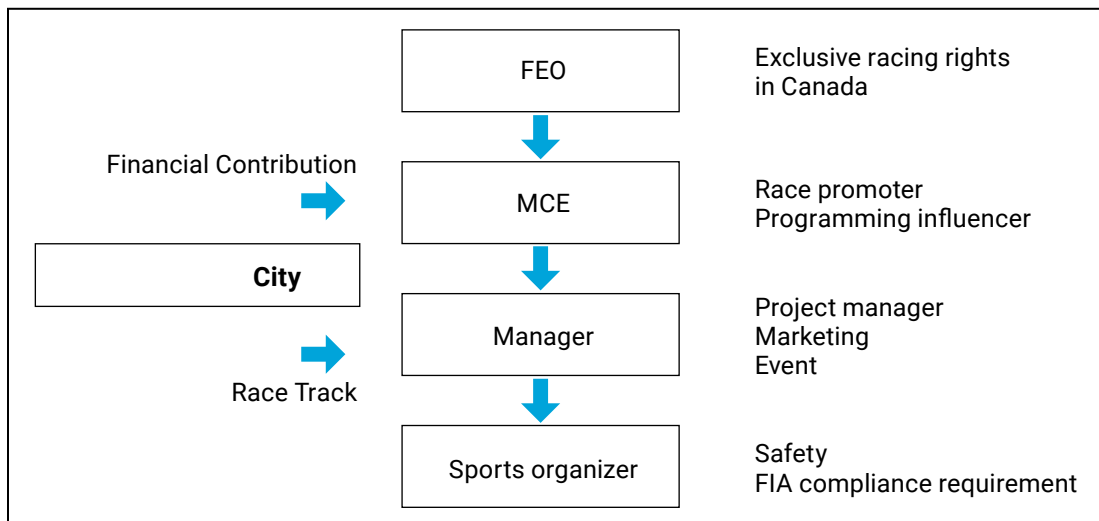 FEO
Exclusive racing rights
in Canada
Financial Contribution
MCE
Race promoter
Programming influencer
City
Manager
Project manager
Marketing
Event
Race Track
Sports organizer
Safety
FIA compliance requirement